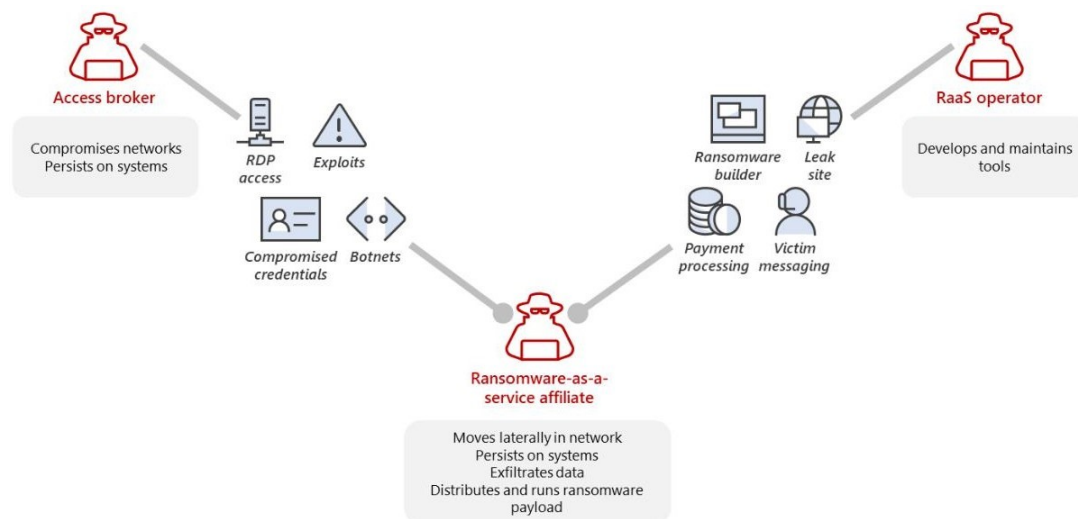 Access broker
Compromises networks
Persists on systems
RDP
access
Exploits
Compromised
credentials
Botnets
RaaS operator
Develops and maintains
tools
Ransomware
builder
Leak
site
Payment
processing
Victim
messaging
Ransomware-as-a-
service affiliate
Moves laterally in network
Persists on systems
Exfiltrates data
Distributes and runs ransomware
payload